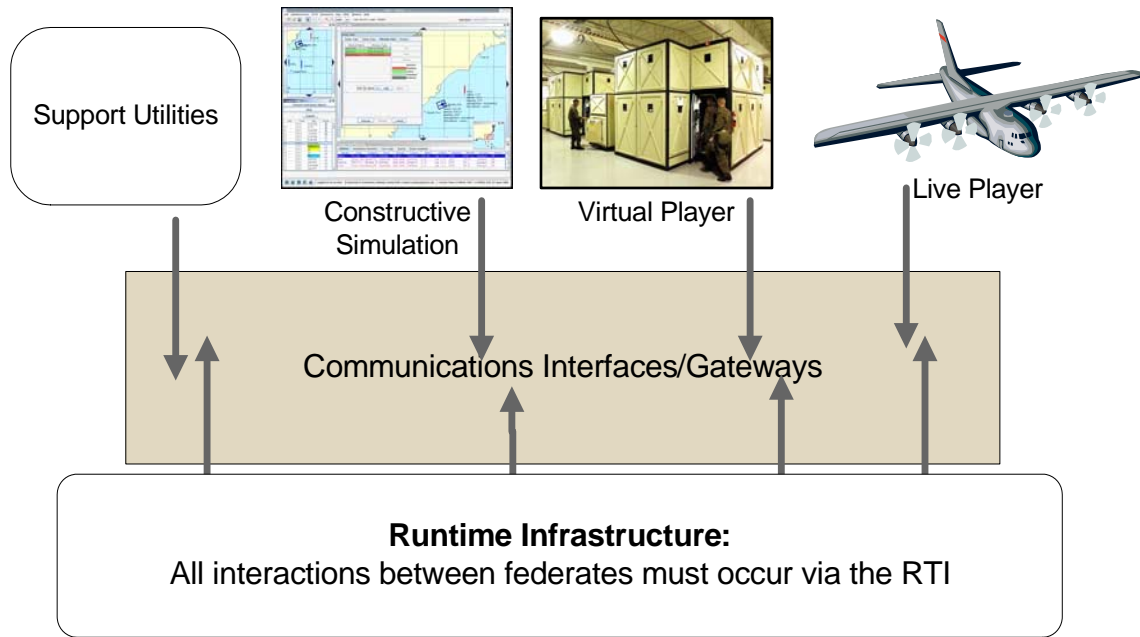 Support Utilities
Constructive
Simulation
Virtual Player
Live Player
Communications Interfaces/Gateways
Runtime Infrastructure:
All interactions between federates must occur via the RTI